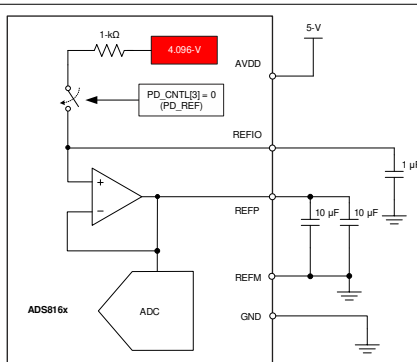 1-kΩ
4.096-V
5-V
AVDD
PD_CNTL[3] = 0
(PD_REF)
REFIO
1 µF
+
−
REFP
10 µF
10 µF
REFM
ADS816x
ADC
GND